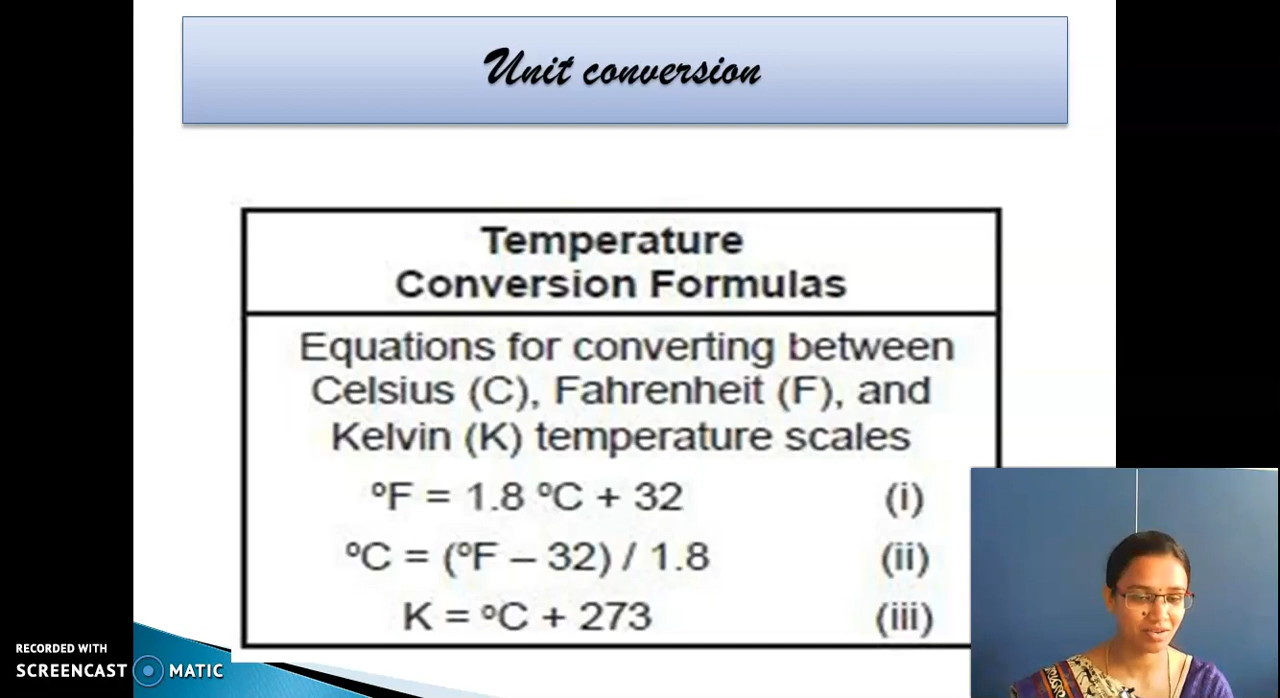 Unit conversion
Temperature
Conversion Formulas
Equations for converting between
Celsius (C), Fahrenheit (F), and
Kelvin (K) temperature scales
ºF = 1.8 ºC + 32 (i)
ºC = (ºF – 32) / 1.8 (ii)
K = ºC + 273 (iii)
RECORDED WITH
SCREENCAST MATIC